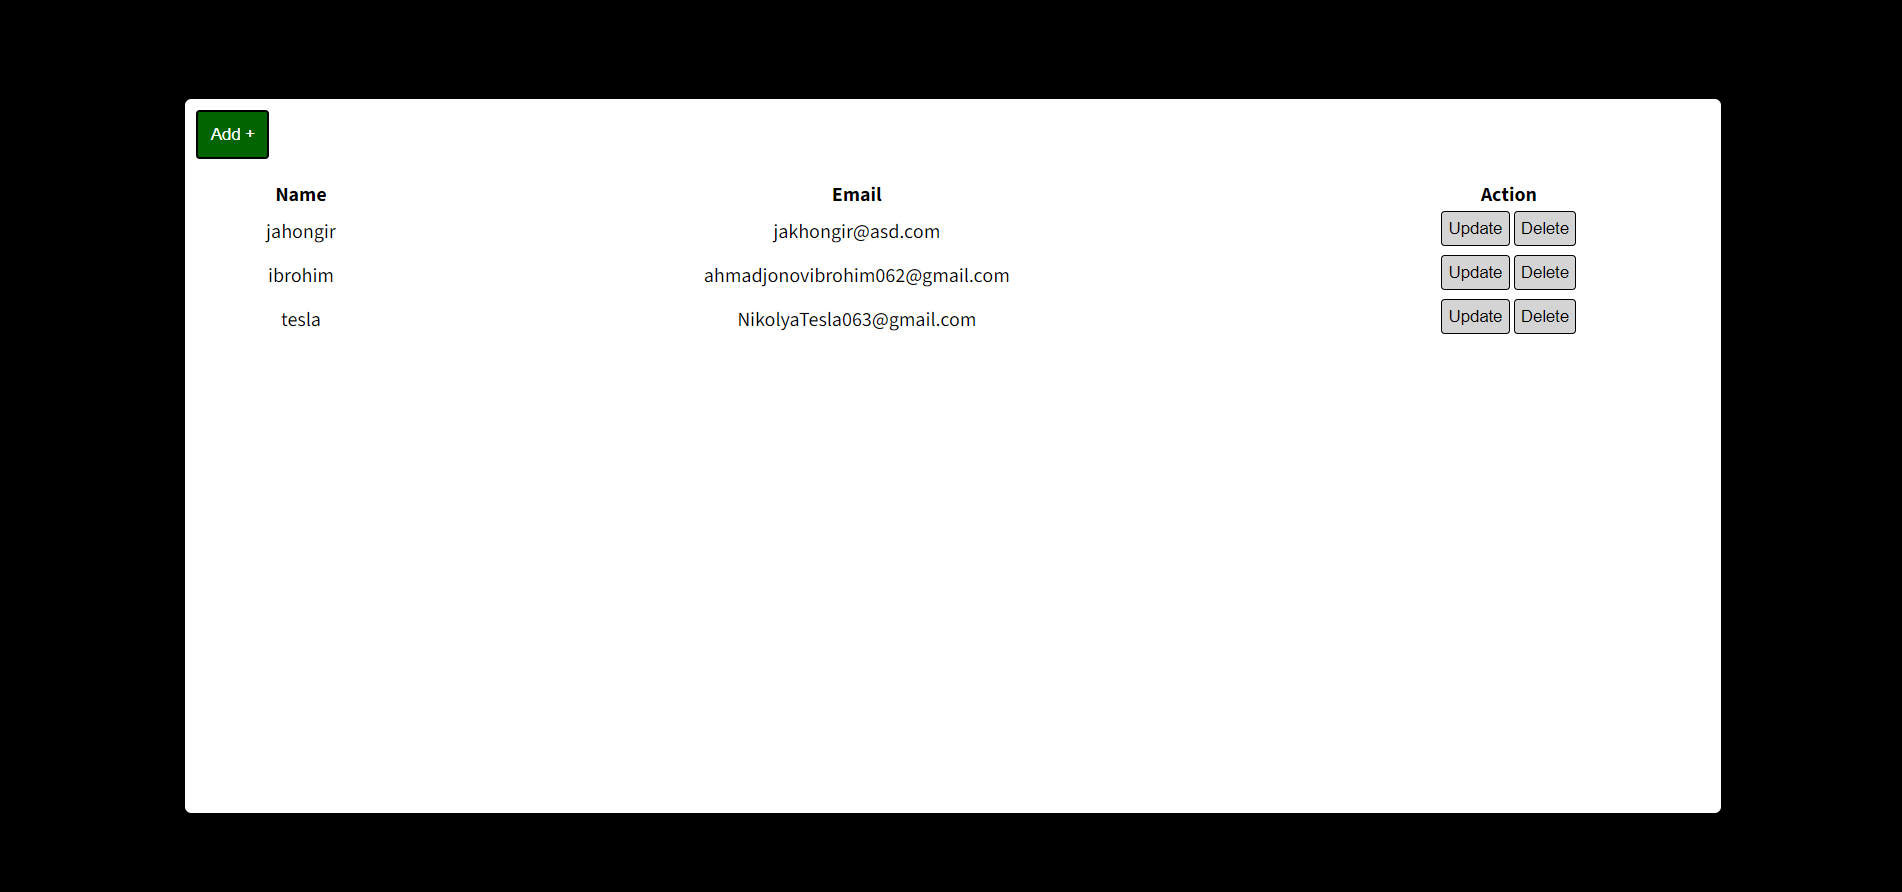 Add +
Name Email Action
jahongir jakhongir@asd.com Update Delete
ibrohim ahmadjonovibrohim062@gmail.com Update Delete
tesla NikolyaTesla063@gmail.com Update Delete